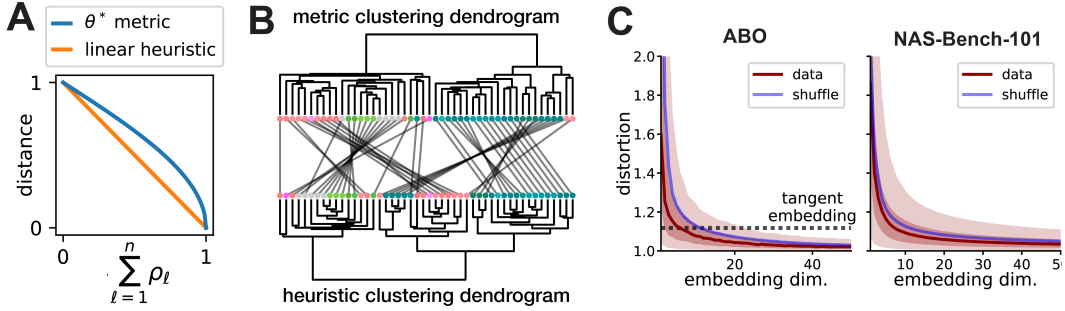 A
θ* metric
linear heuristic
1
distance
0
0
1
n
∑ ρℓ
ℓ = 1
B
metric clustering dendrogram
heuristic clustering dendrogram
C
ABO
2.0
1.8
1.6
1.4
1.2
1.0
distortion
data
shuffle
tangent
embedding
20
40
embedding dim.
NAS-Bench-101
data
shuffle
10
20
30
40
embedding dim.